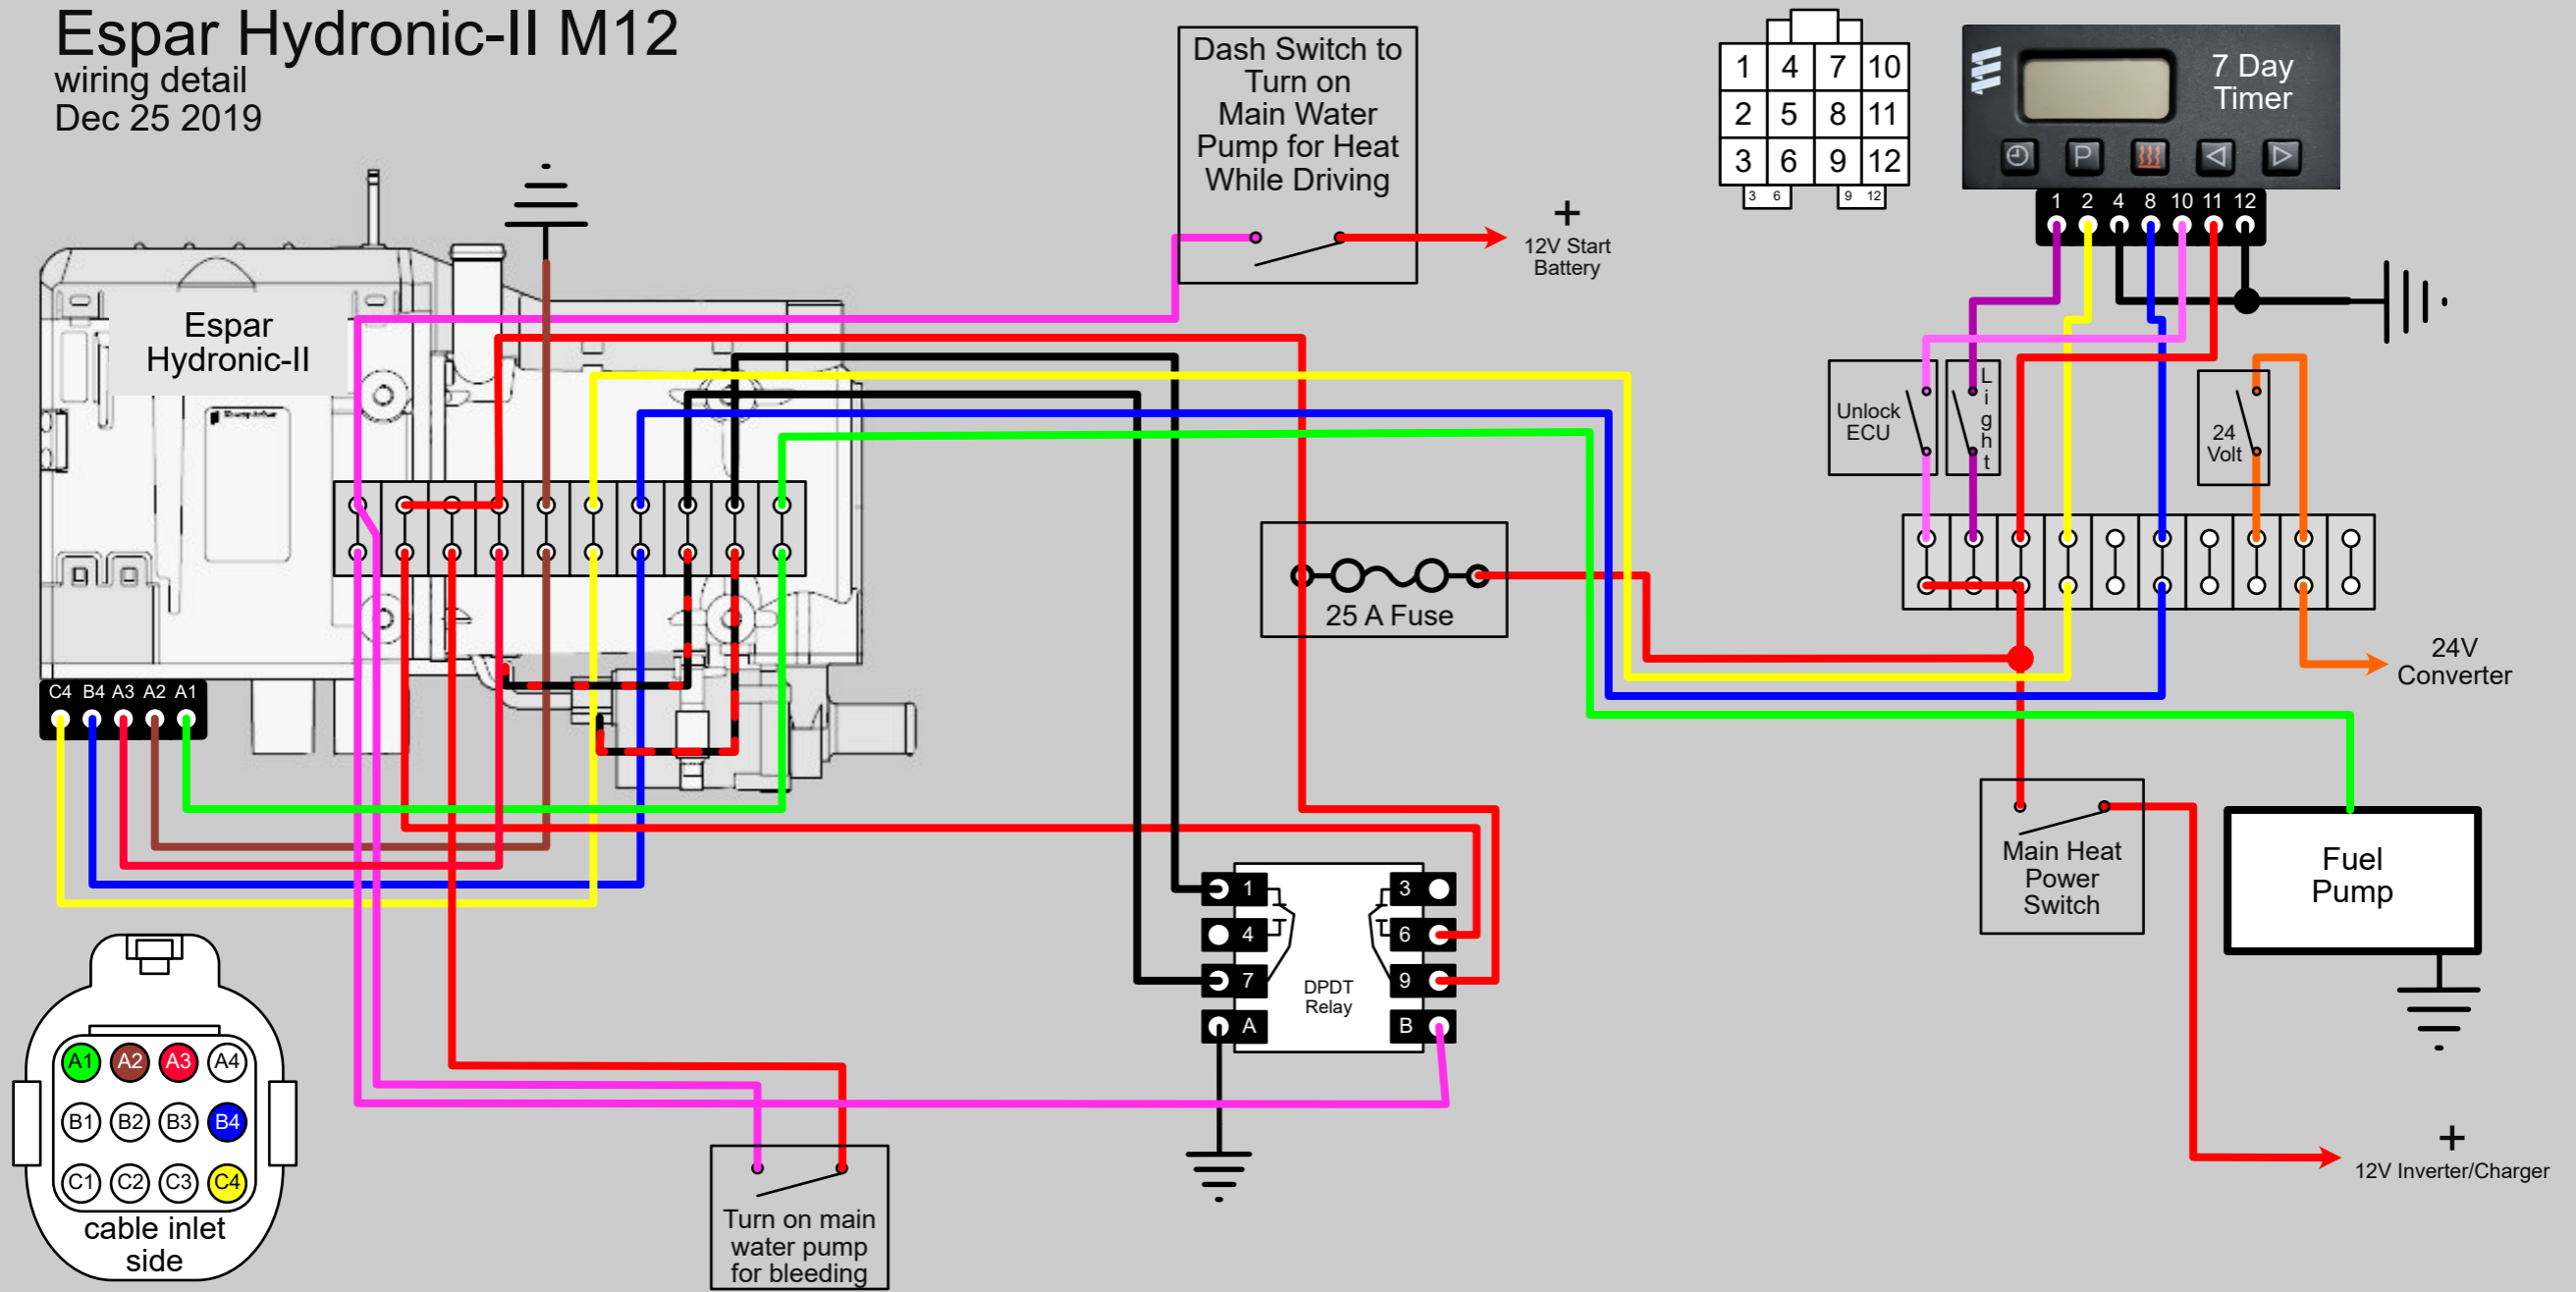 Espar Hydronic-II M12
wiring detail
Dec 25 2019
Dash Switch to
Turn on
Main Water
Pump for Heat
While Driving
+
12V Start
Battery
1 4 7 10
2 5 8 11
3 6 9 12
3 6 9 12
7 Day
Timer
P
1 2 4 8 10 11 12
Espar
Hydronic-II
Unlock
ECU
L
i
g
h
t
24
Volt
25 A Fuse
24V
Converter
C4 B4 A3 A2 A1
Main Heat
Power
Switch
Fuel
Pump
1 3
4 6
7 9
DPDT
Relay
A B
A1 A2 A3 A4
B1 B2 B3 B4
C1 C2 C3 C4
cable inlet
side
Turn on main
water pump
for bleeding
+
12V Inverter/Charger